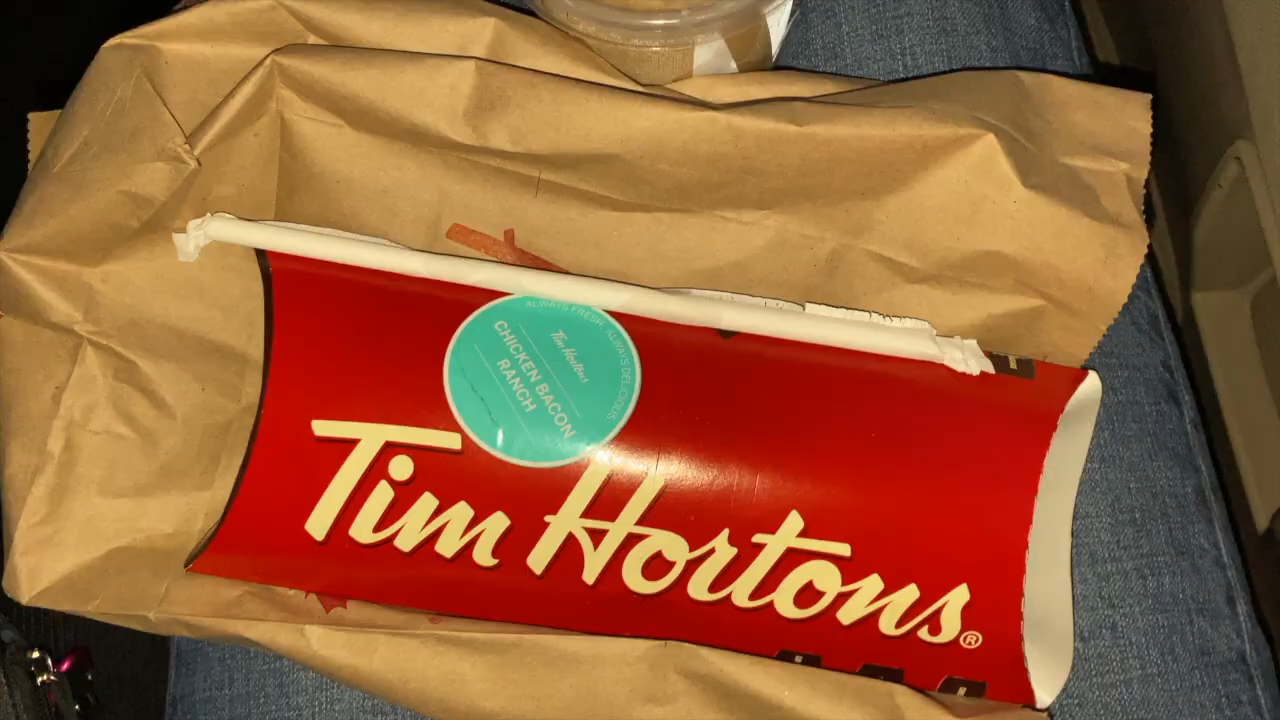 ALWAYS FRESH ALWAYS DELICIOUS
Tim Hortons
CHICKEN BACON
RANCH
Tim Hortons®